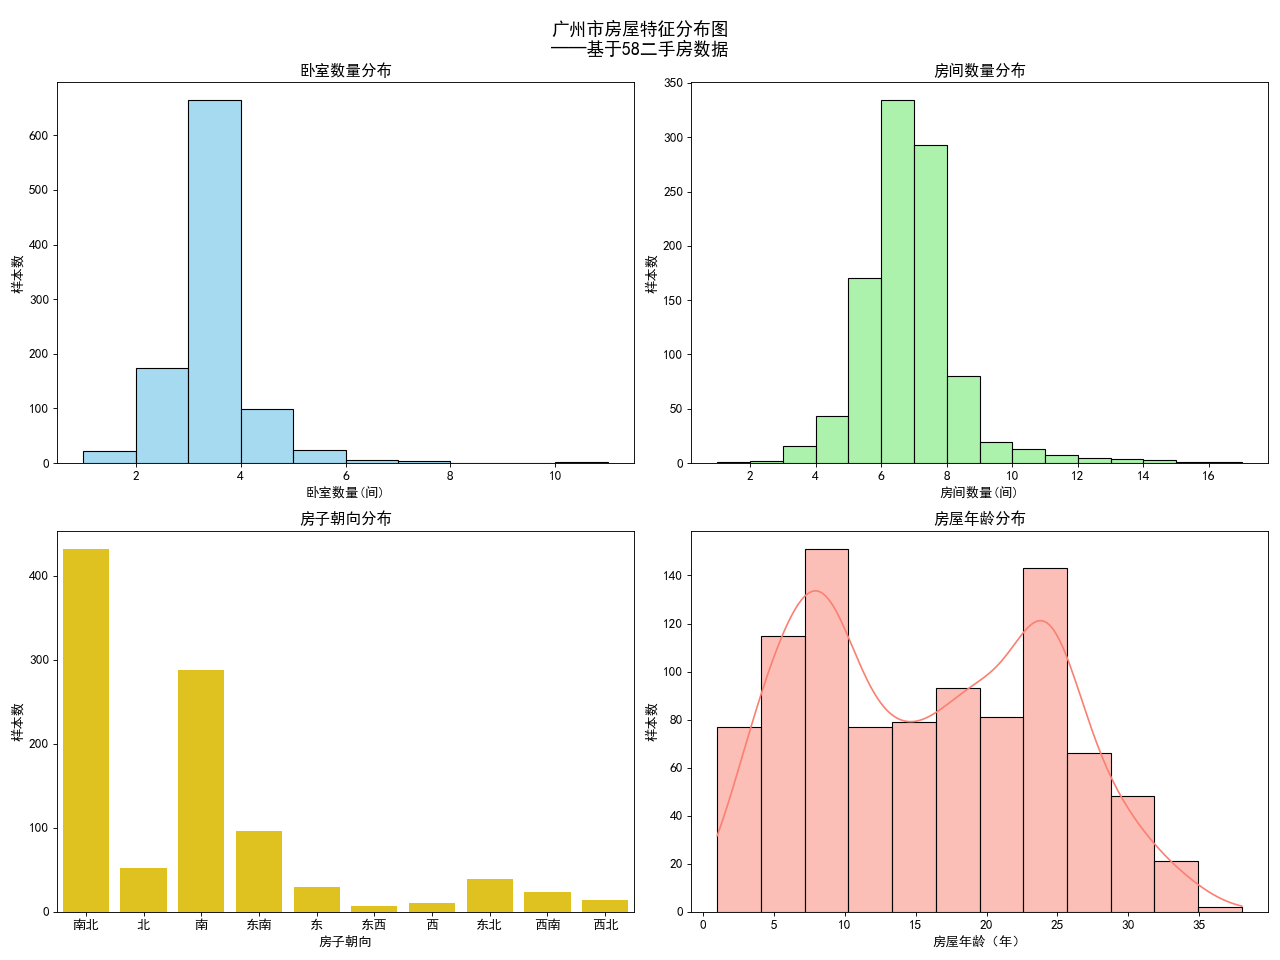 广州市房屋特征分布图
——基于58二手房数据
卧室数量分布
600
500
400
300
200
100
0
样本数
2 4 6 8 10
卧室数量(间)
房间数量分布
350
300
250
200
150
100
50
0
样本数
2 4 6 8 10 12 14 16
房间数量(间)
房子朝向分布
400
300
200
100
0
样本数
南北 北 南 东南 东 东西 西 东北 西南 西北
房子朝向
房屋年龄分布
140
120
100
80
60
40
20
0
样本数
0 5 10 15 20 25 30 35
房屋年龄（年）